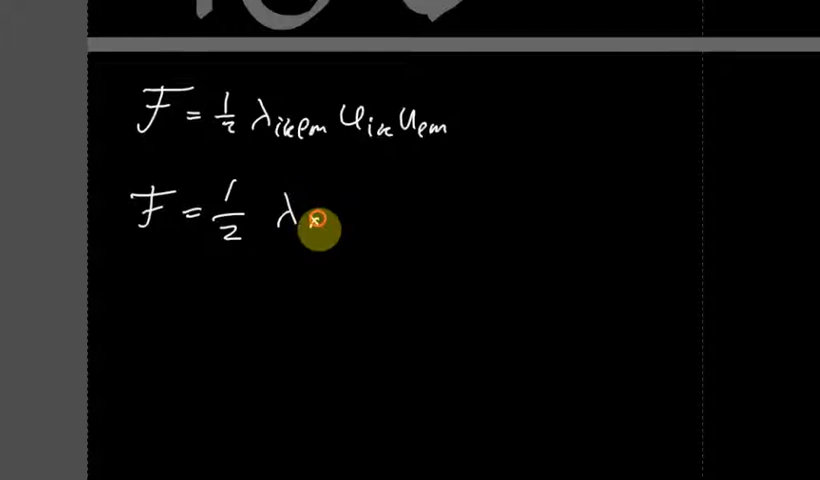 F = 1/2 λ_iklm u_ik u_lm
F = 1/2 λ